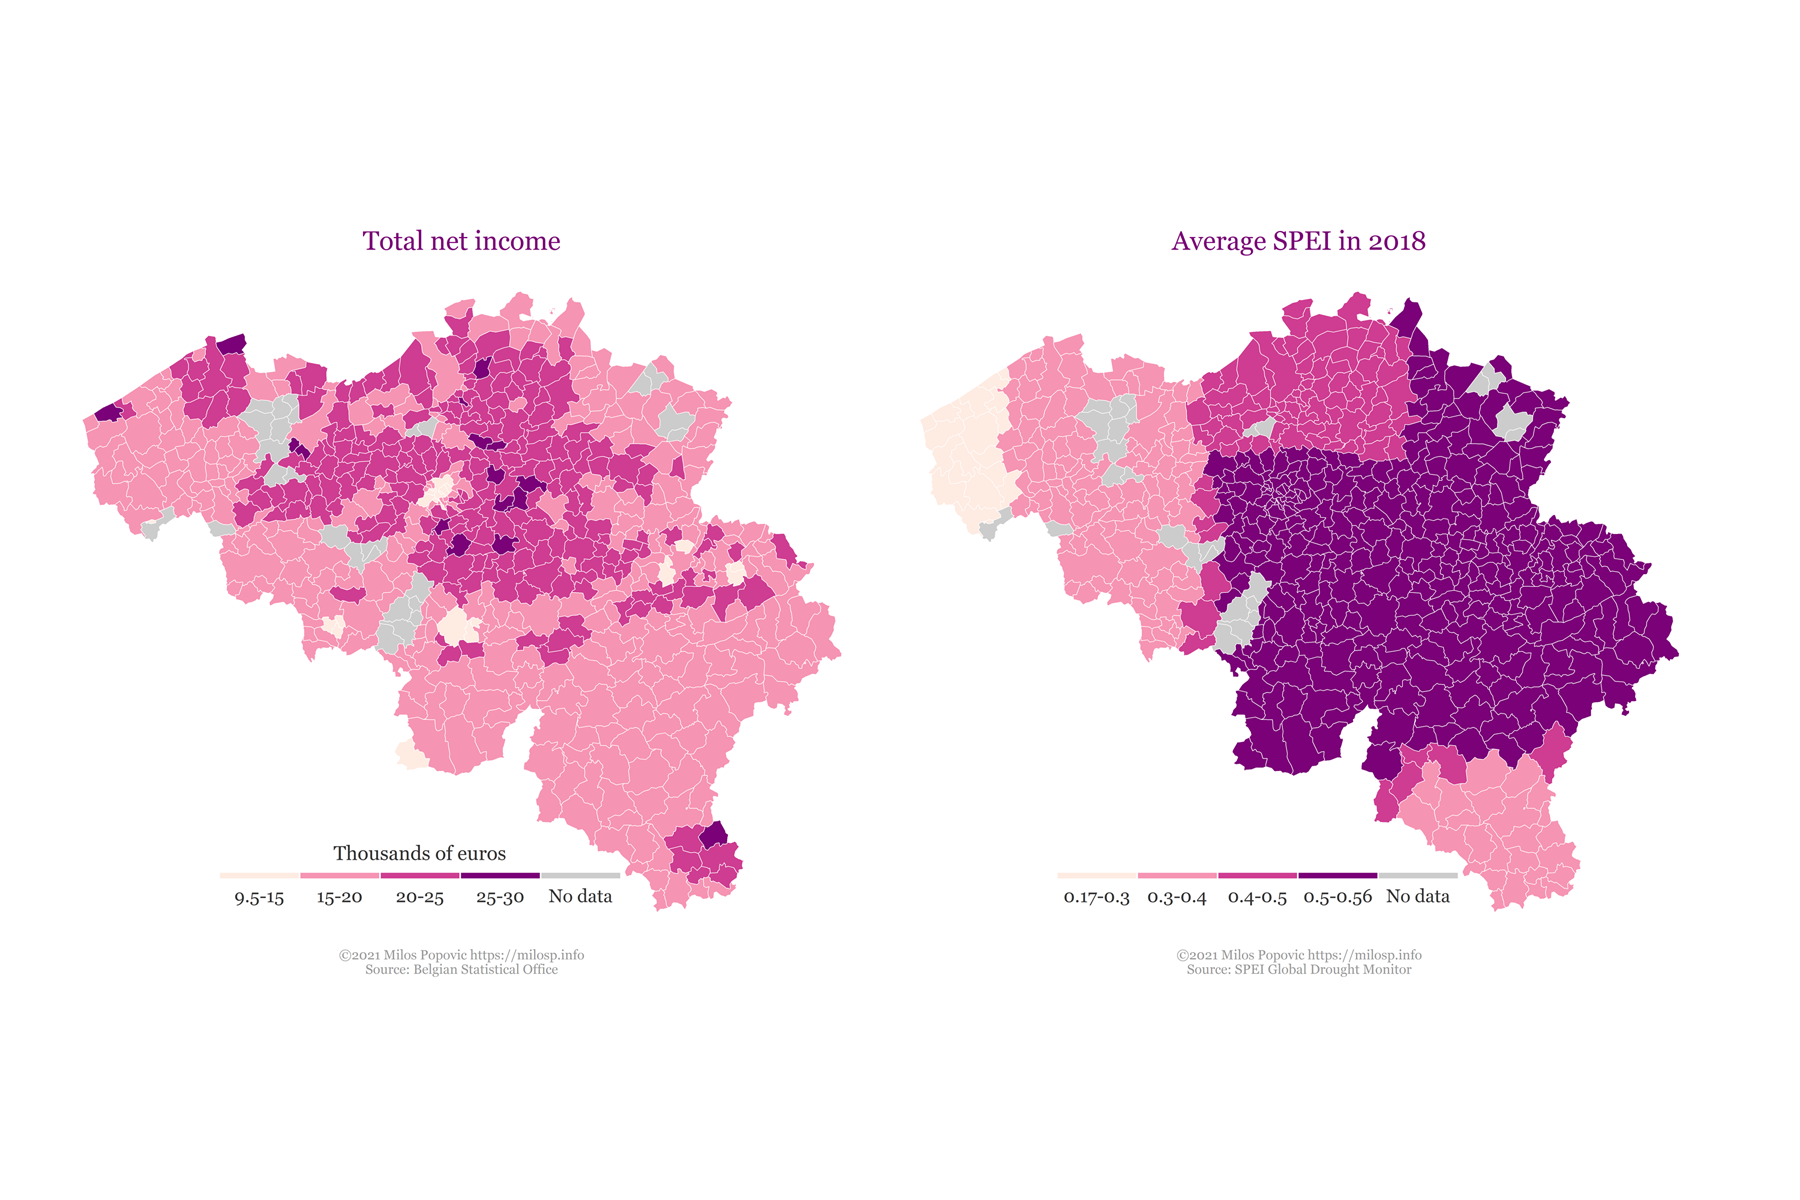 Total net income
Thousands of euros
9.5-15 15-20 20-25 25-30 No data
©2021 Milos Popovic https://milosp.info
Source: Belgian Statistical Office
Average SPEI in 2018
0.17-0.3 0.3-0.4 0.4-0.5 0.5-0.56 No data
©2021 Milos Popovic https://milosp.info
Source: SPEI Global Drought Monitor